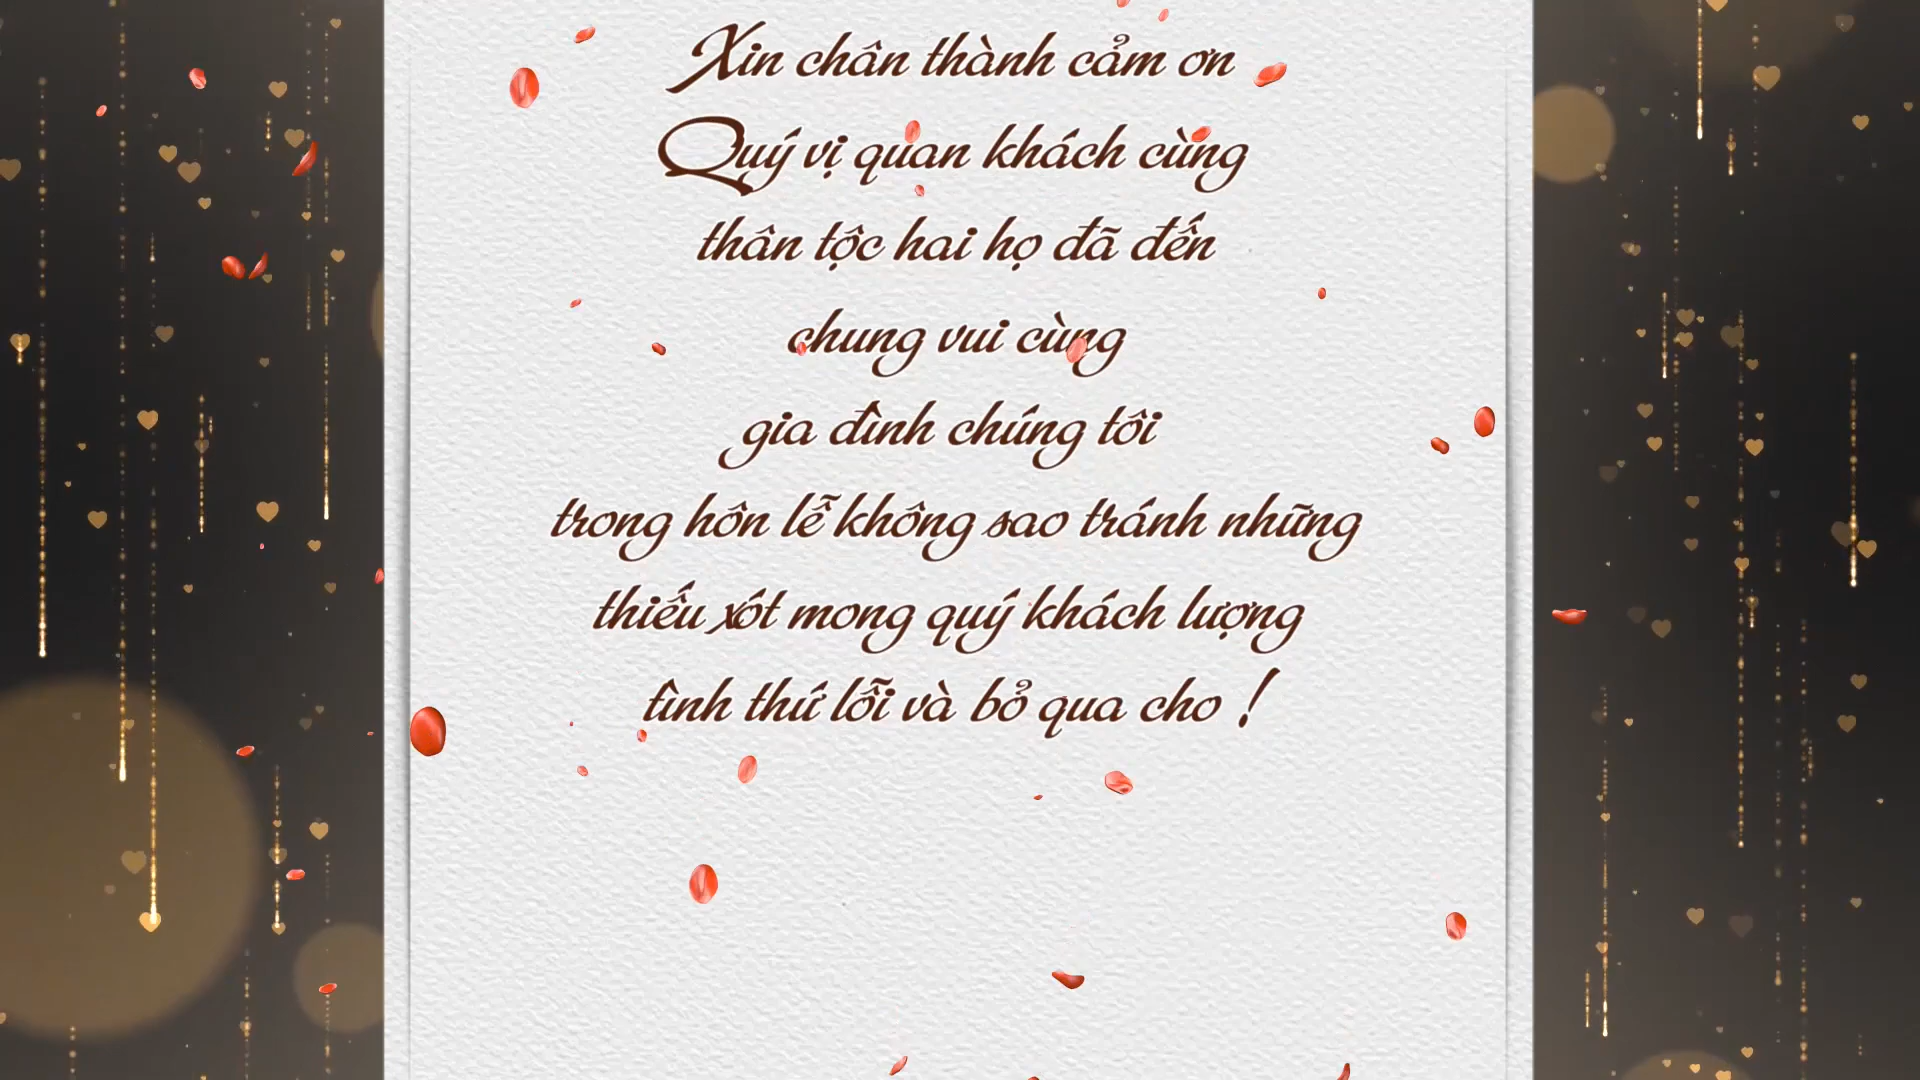 Xin chân thành cảm ơn
Quý vị quan khách cùng
thân tộc hai họ đã đến
chung vui cùng
gia đình chúng tôi
trong hôn lễ không sao tránh những
thiếu xót mong quý khách lượng
tình thứ lỗi và bỏ qua cho !